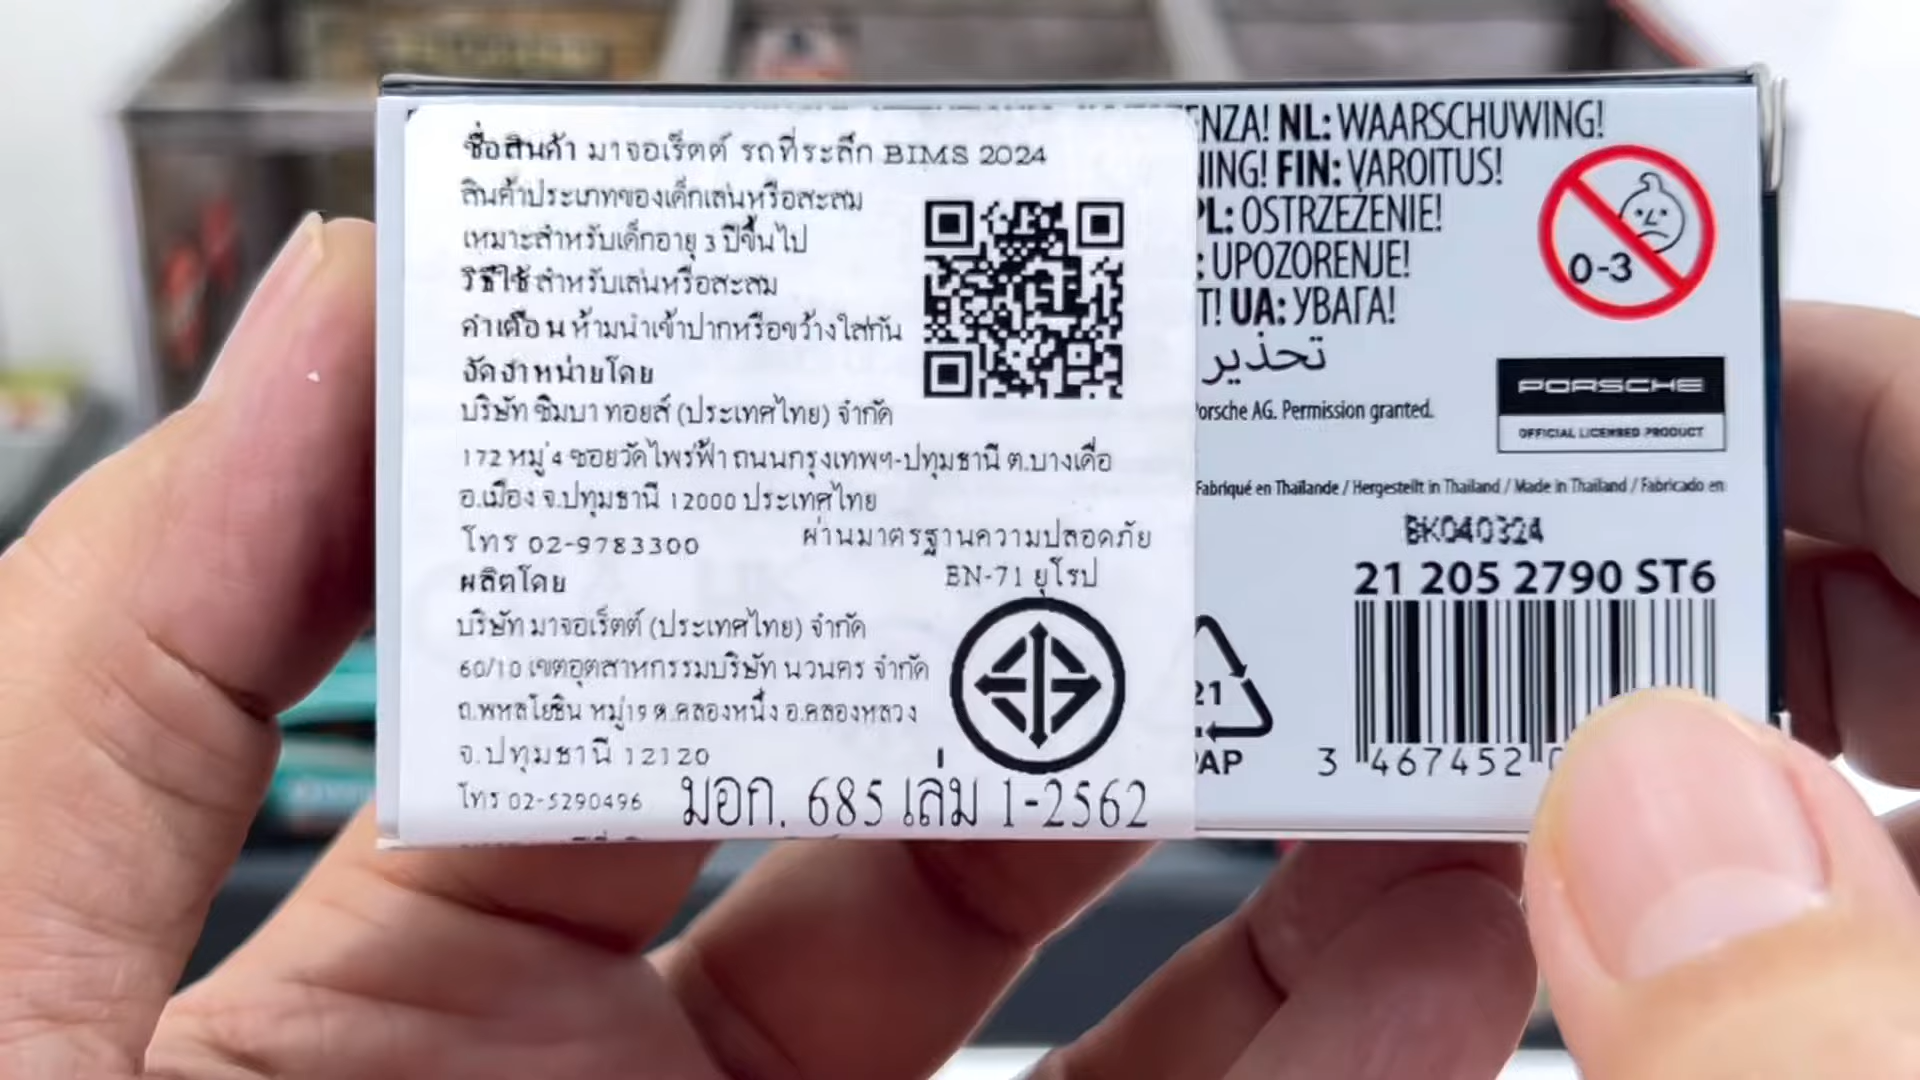 ชื่อสินค้า มาจอเร็ตต์ รถที่ระลึก BIMS 2024
สินค้าประเภทของเด็กเล่นหรือสะสม
เหมาะสำหรับเด็กอายุ 3 ปีขึ้นไป
วิธีใช้ สำหรับเล่นหรือสะสม
คำเตือน ห้ามนำเข้าปากหรือขว้างใส่กัน
จัดจำหน่ายโดย
บริษัท ซิมบา ทอยส์ (ประเทศไทย) จำกัด
172 หมู่ 4 ซอยวัดไพร่ฟ้า ถนนกรุงเทพฯ-ปทุมธานี ต.บางเดื่อ
อ.เมือง จ.ปทุมธานี 12000 ประเทศไทย
โทร 02-9783300
ผ่านมาตรฐานความปลอดภัย
EN-71 ยุโรป
ผลิตโดย
บริษัท มาจอเร็ตต์ (ประเทศไทย) จำกัด
60/10 เขตอุตสาหกรรมบริษัท นวนคร จำกัด
ถ.พหลโยธิน หมู่19 ต.คลองหนึ่ง อ.คลองหลวง
จ.ปทุมธานี 12120
โทร 02-5290496
มอก. 685 เล่ม 1-2562
ENZA! NL: WAARSCHUWING!
NING! FIN: VAROITUS!
PL: OSTRZEŻENIE!
: UPOZORENJE!
T! UA: УВАГА!
تحذير
0-3
Porsche AG. Permission granted.
PORSCHE
OFFICIAL LICENSED PRODUCT
Fabriqué en Thaïlande / Hergestellt in Thailand / Made in Thailand / Fabricado en
BK040324
21 205 2790 ST6
21
PAP
3 467452